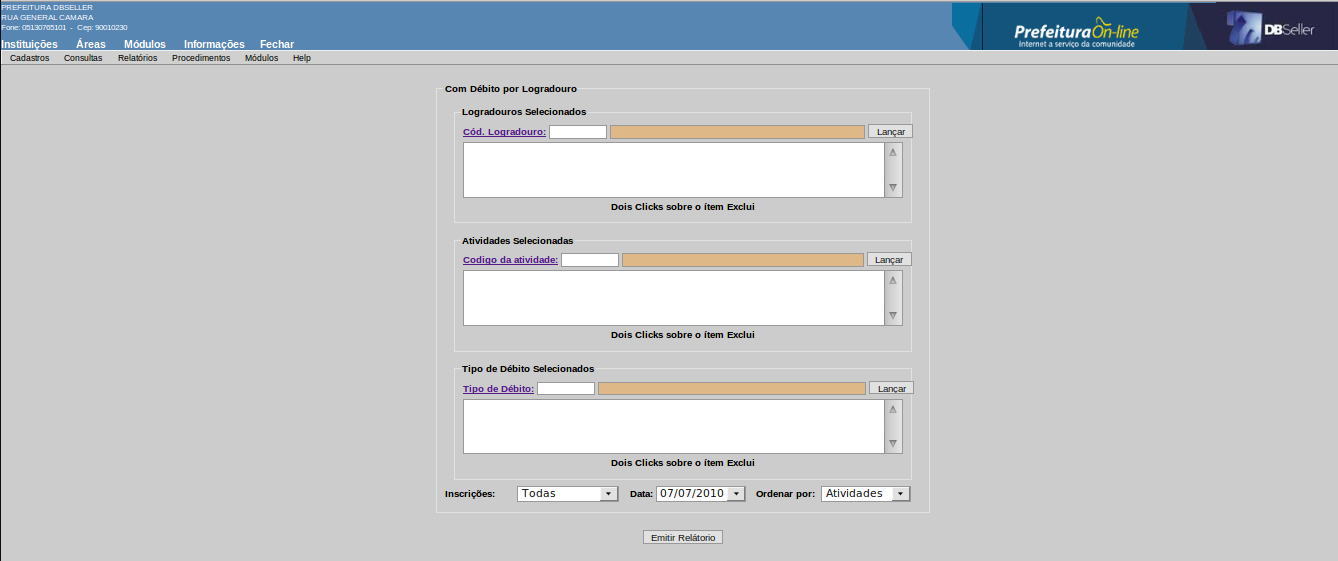 PREFEITURA DBSELLER
RUA GENERAL CAMARA
Fone: 05130765101 - Cep: 90010230
Prefeitura On-line
Internet a serviço da comunidade
DBSeller
Instituições Áreas Módulos Informações Fechar
Cadastros Consultas Relatórios Procedimentos Módulos Help
Com Débito por Logradouro
Logradouros Selecionados
Cód. Logradouro: Lançar
Dois Clicks sobre o ítem Exclui
Atividades Selecionadas
Codigo da atividade: Lançar
Dois Clicks sobre o ítem Exclui
Tipo de Débito Selecionados
Tipo de Débito: Lançar
Dois Clicks sobre o ítem Exclui
Inscrições: Todas Data: 07/07/2010 Ordenar por: Atividades
Emitir Relátorio